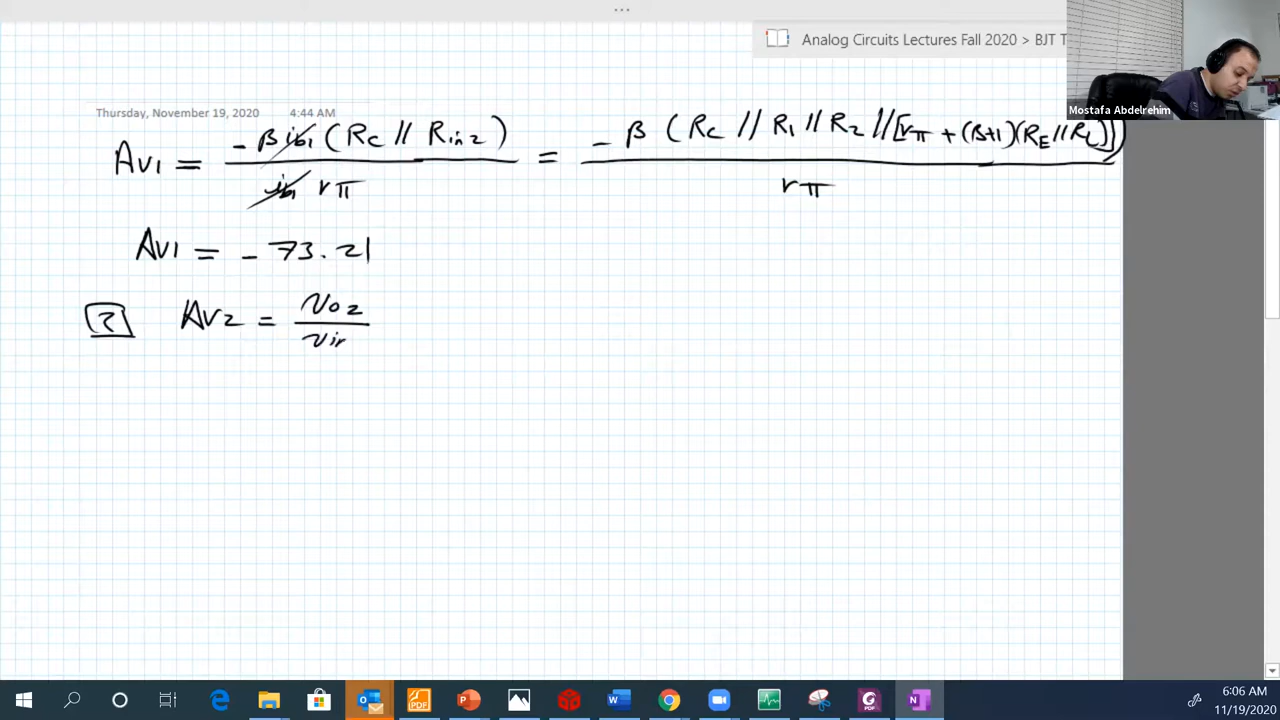 Analog Circuits Lectures Fall 2020 > BJT T
Mostafa Abdelrehim
Thursday, November 19, 2020 4:44 AM
Av1 = -β ib1 (Rc // Rin2) / ib1 rπ = -β (Rc // R1 // R2 // [rπ + (β+1)(RE // RL)]) / rπ
Av1 = - 73.21
2 Av2 = vo2 / vin
6:06 AM
11/19/2020